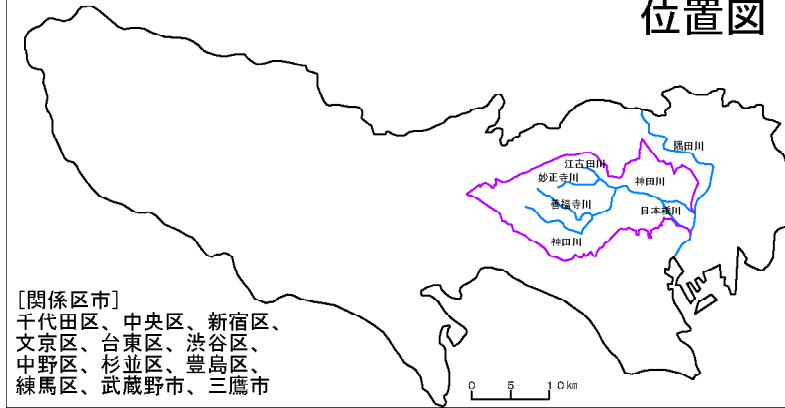 位置図
隅田川
江古田川
妙正寺川
神田川
善福寺川
日本橋川
神田川
[関係区市]
千代田区、中央区、新宿区、
文京区、台東区、渋谷区、
中野区、杉並区、豊島区、
練馬区、武蔵野市、三鷹市
0 5 10km